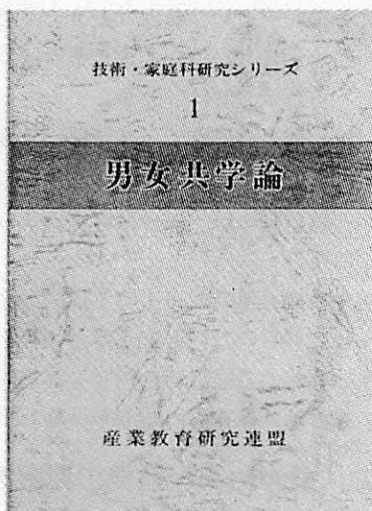 技術・家庭科研究シリーズ
1
男女共学論
産業教育研究連盟